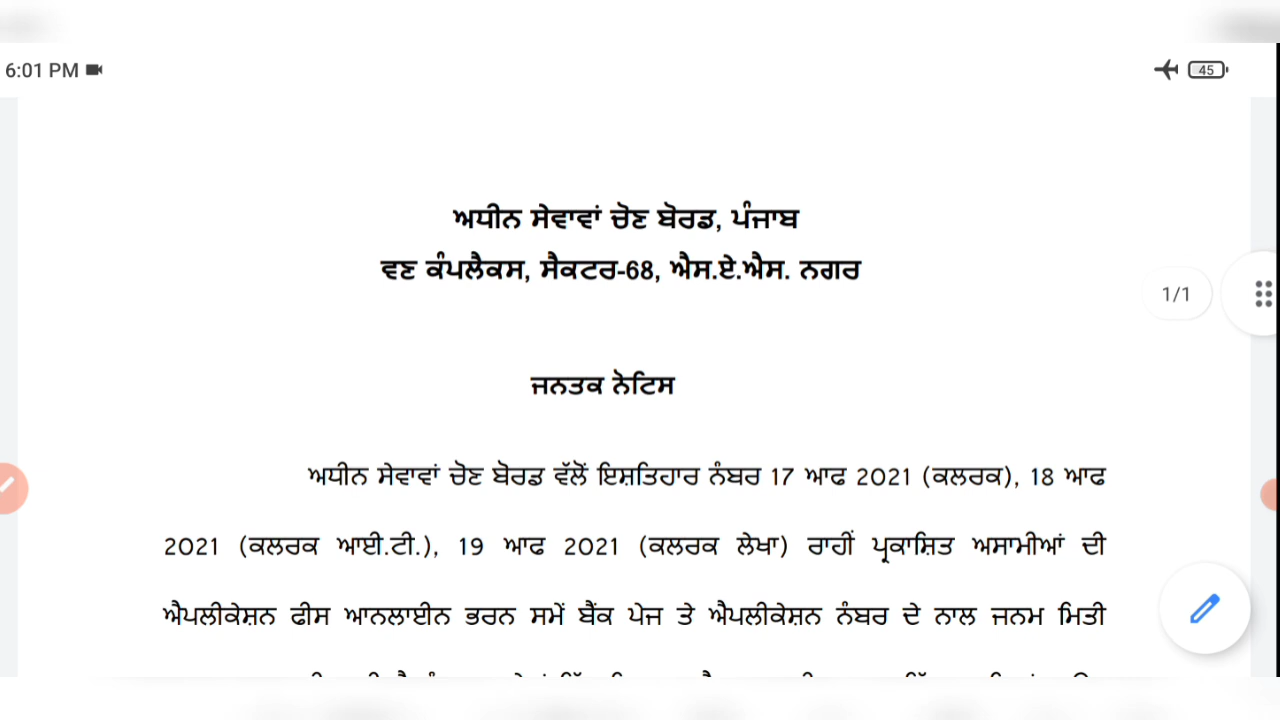 6:01 PM
45
ਅਧੀਨ ਸੇਵਾਵਾਂ ਚੋਣ ਬੋਰਡ, ਪੰਜਾਬ
ਵਣ ਕੰਪਲੈਕਸ, ਸੈਕਟਰ-68, ਐਸ.ਏ.ਐਸ. ਨਗਰ
1/1
ਜਨਤਕ ਨੋਟਿਸ
ਅਧੀਨ ਸੇਵਾਵਾਂ ਚੋਣ ਬੋਰਡ ਵੱਲੋਂ ਇਸ਼ਤਿਹਾਰ ਨੰਬਰ 17 ਆਫ 2021 (ਕਲਰਕ), 18 ਆਫ
2021 (ਕਲਰਕ ਆਈ.ਟੀ.), 19 ਆਫ 2021 (ਕਲਰਕ ਲੇਖਾ) ਰਾਹੀਂ ਪ੍ਰਕਾਸ਼ਿਤ ਅਸਾਮੀਆਂ ਦੀ
ਐਪਲੀਕੇਸ਼ਨ ਫੀਸ ਆਨਲਾਈਨ ਭਰਨ ਸਮੇਂ ਬੈਂਕ ਪੇਜ ਤੇ ਐਪਲੀਕੇਸ਼ਨ ਨੰਬਰ ਦੇ ਨਾਲ ਜਨਮ ਮਿਤੀ